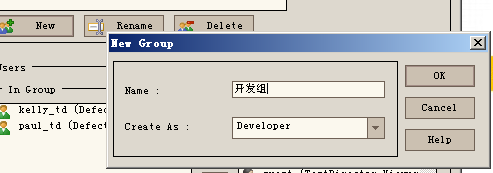 New Rename Delete
New Group
Users
In Group
Name : 开发组
OK
kelly_td (Defec
Cancel
paul_td (Defect
Create As : Developer
Help